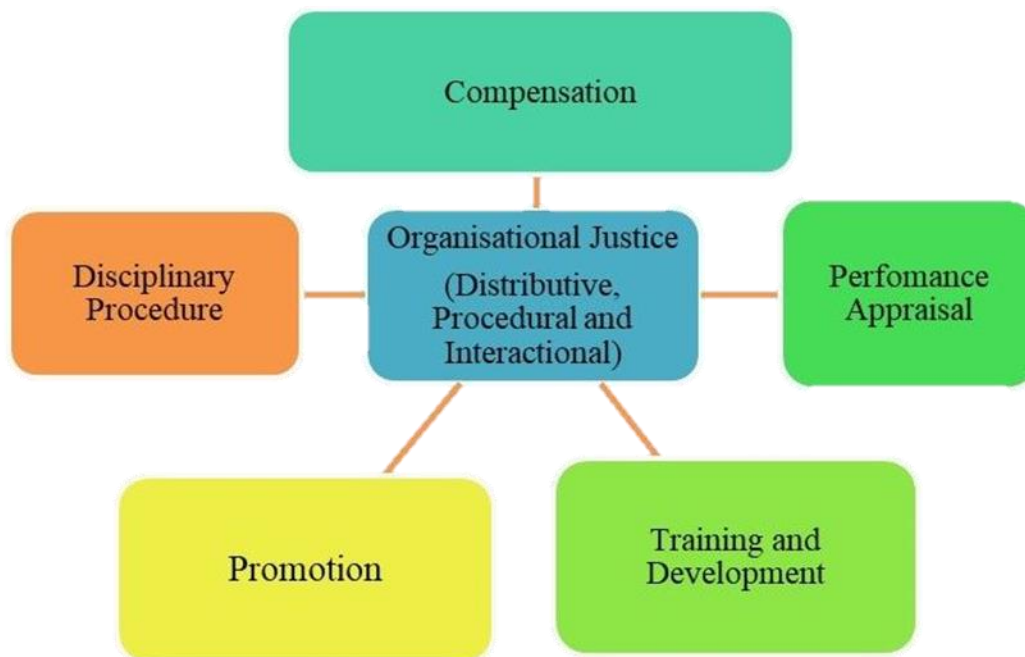 Compensation
Disciplinary
Procedure
Organisational Justice
(Distributive,
Procedural and
Interactional)
Perfomance
Appraisal
Promotion
Training and
Development